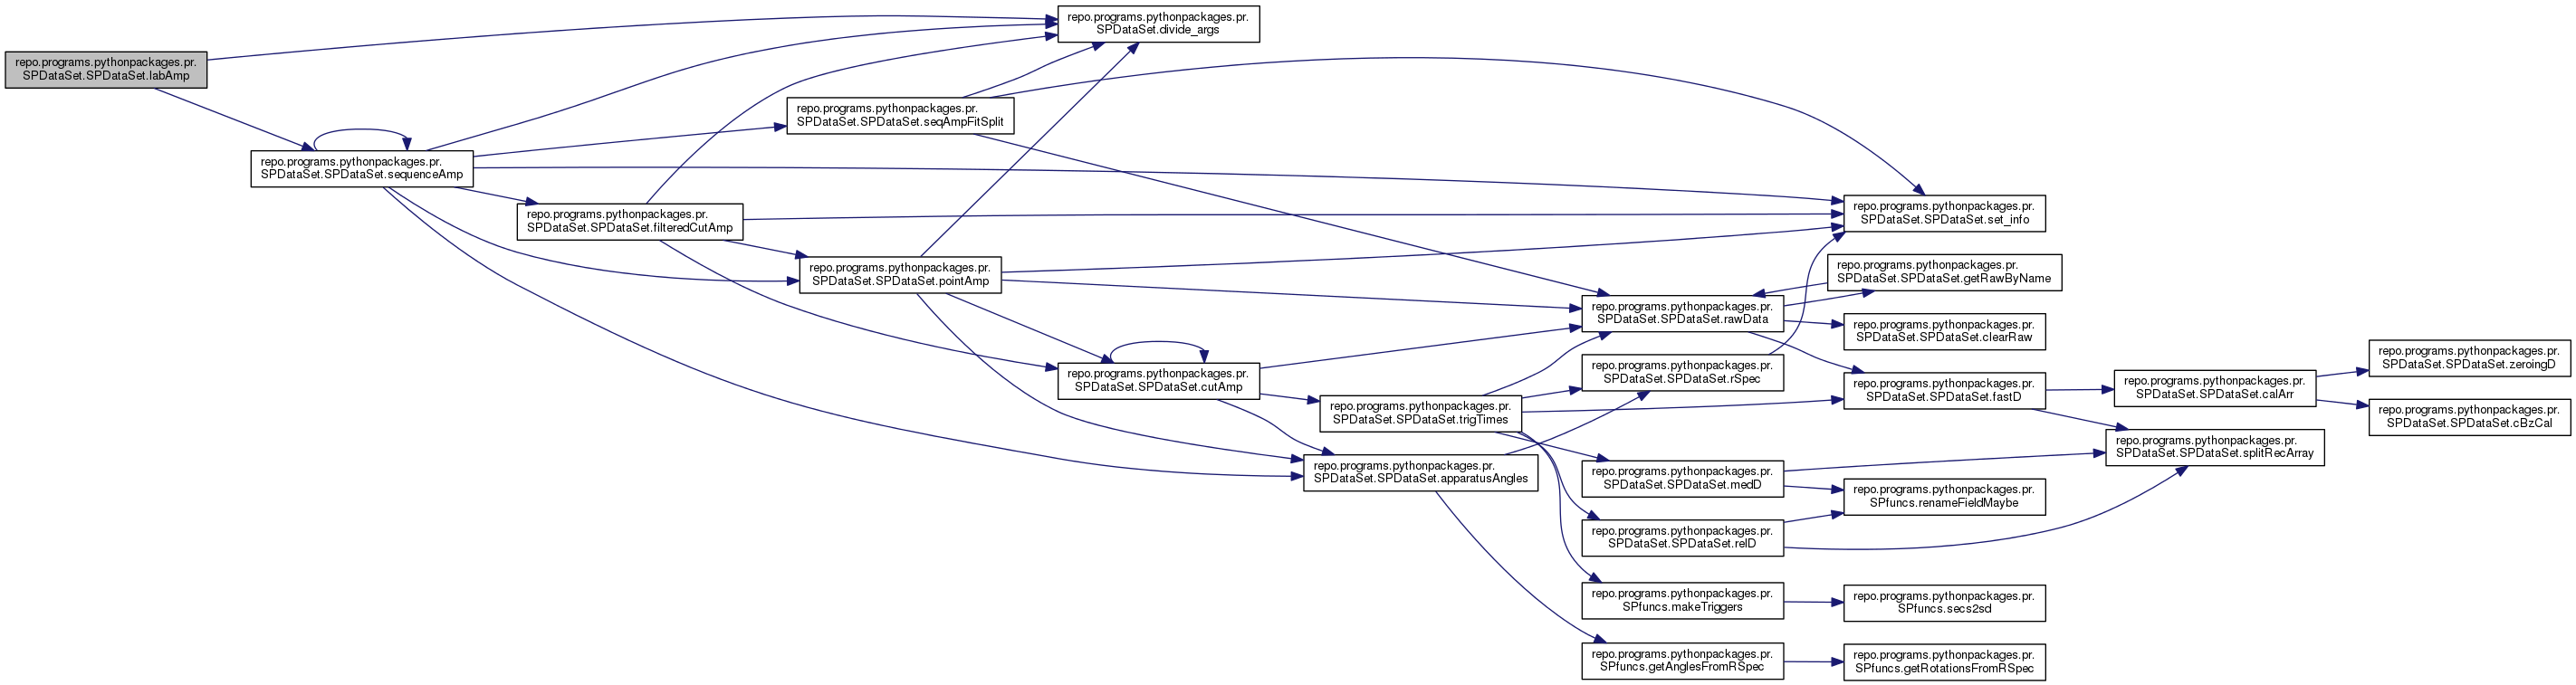 repo.programs.pythonpackages.pr.
SPDataSet.SPDataSet.labAmp
repo.programs.pythonpackages.pr.
SPDataSet.SPDataSet.sequenceAmp
repo.programs.pythonpackages.pr.
SPDataSet.SPDataSet.filteredCutAmp
repo.programs.pythonpackages.pr.
SPDataSet.SPDataSet.seqAmpFitSplit
repo.programs.pythonpackages.pr.
SPDataSet.SPDataSet.pointAmp
repo.programs.pythonpackages.pr.
SPDataSet.divide_args
repo.programs.pythonpackages.pr.
SPDataSet.SPDataSet.cutAmp
repo.programs.pythonpackages.pr.
SPDataSet.SPDataSet.trigTimes
repo.programs.pythonpackages.pr.
SPDataSet.SPDataSet.apparatusAngles
repo.programs.pythonpackages.pr.
SPDataSet.SPDataSet.rawData
repo.programs.pythonpackages.pr.
SPDataSet.SPDataSet.rSpec
repo.programs.pythonpackages.pr.
SPDataSet.SPDataSet.medD
repo.programs.pythonpackages.pr.
SPDataSet.SPDataSet.relD
repo.programs.pythonpackages.pr.
SPfuncs.makeTriggers
repo.programs.pythonpackages.pr.
SPfuncs.getAnglesFromRSpec
repo.programs.pythonpackages.pr.
SPDataSet.SPDataSet.set_info
repo.programs.pythonpackages.pr.
SPDataSet.SPDataSet.getRawByName
repo.programs.pythonpackages.pr.
SPDataSet.SPDataSet.clearRaw
repo.programs.pythonpackages.pr.
SPDataSet.SPDataSet.fastD
repo.programs.pythonpackages.pr.
SPfuncs.renameFieldMaybe
repo.programs.pythonpackages.pr.
SPfuncs.secs2sd
repo.programs.pythonpackages.pr.
SPfuncs.getRotationsFromRSpec
repo.programs.pythonpackages.pr.
SPDataSet.SPDataSet.calArr
repo.programs.pythonpackages.pr.
SPDataSet.SPDataSet.splitRecArray
repo.programs.pythonpackages.pr.
SPDataSet.SPDataSet.zeroingD
repo.programs.pythonpackages.pr.
SPDataSet.SPDataSet.cBzCal